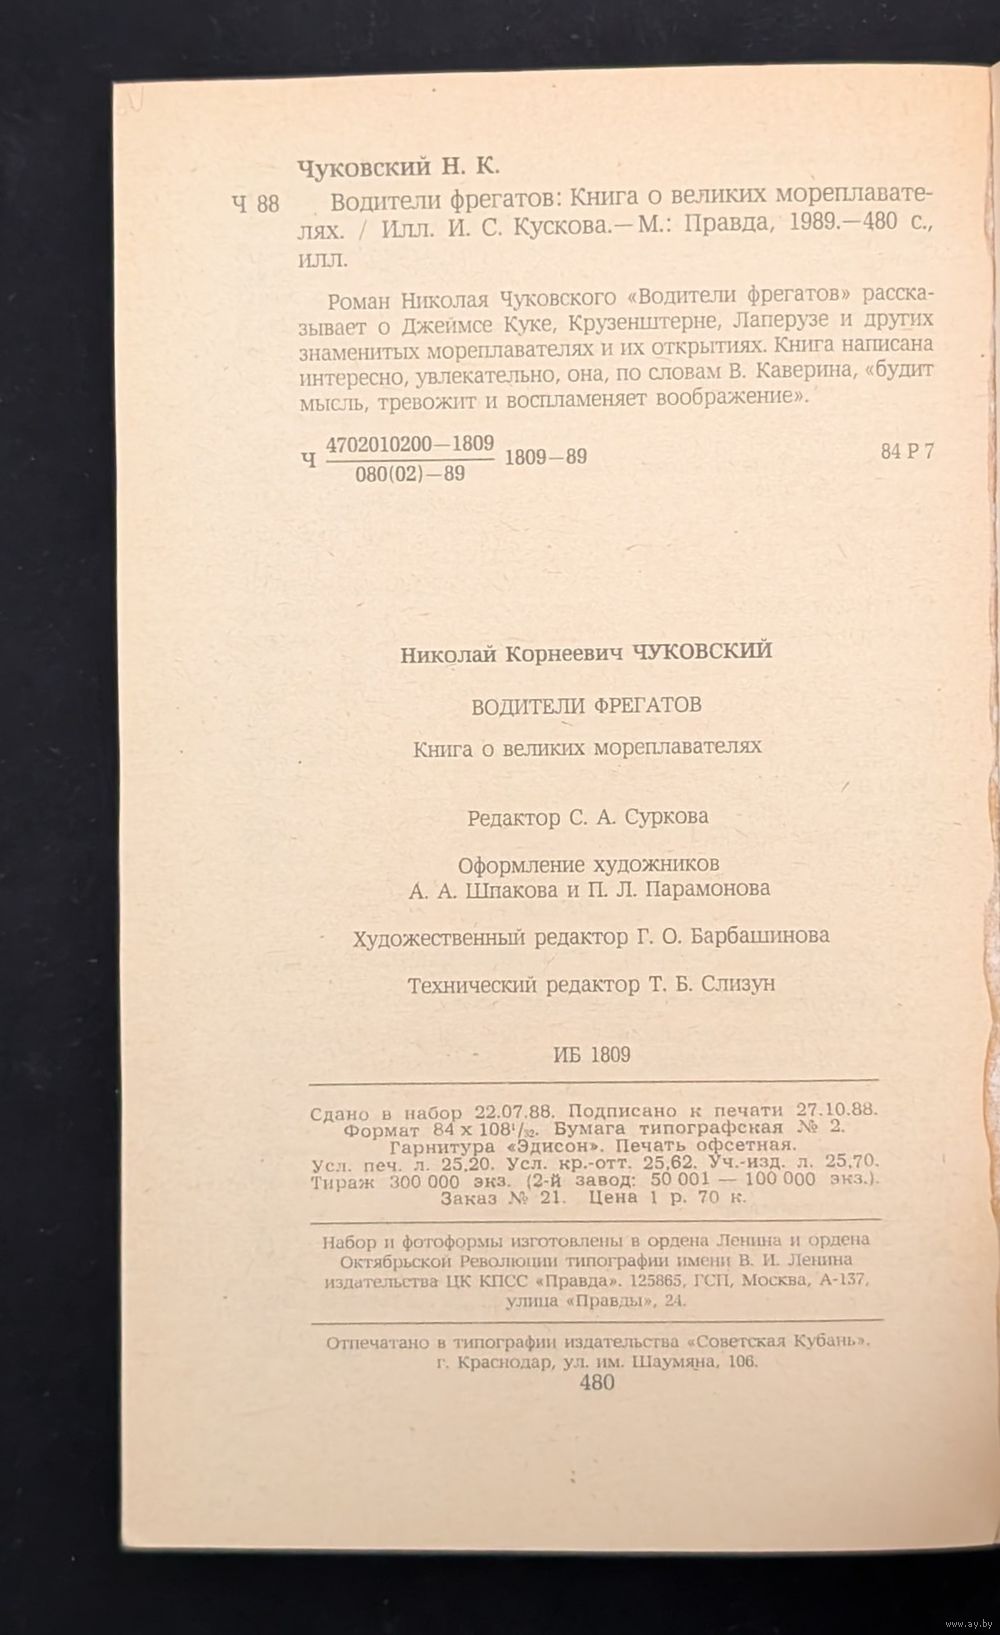 Чуковский Н. К.
Ч 88 Водители фрегатов: Книга о великих мореплавате-
лях. / Илл. И. С. Кускова.— М.: Правда, 1989.—480 с.,
илл.
Роман Николая Чуковского «Водители фрегатов» расска-
зывает о Джеймсе Куке, Крузенштерне, Лаперузе и других
знаменитых мореплавателях и их открытиях. Книга написана
интересно, увлекательно, она, по словам В. Каверина, «будит
мысль, тревожит и воспламеняет воображение».
Ч 4702010200—1809
080(02)—89
1809—89
84 Р 7
Николай Корнеевич ЧУКОВСКИЙ
ВОДИТЕЛИ ФРЕГАТОВ
Книга о великих мореплавателях
Редактор С. А. Суркова
Оформление художников
А. А. Шпакова и П. Л. Парамонова
Художественный редактор Г. О. Барбашинова
Технический редактор Т. Б. Слизун
ИБ 1809
Сдано в набор 22.07.88. Подписано к печати 27.10.88.
Формат 84 x 108¹/₃₂. Бумага типографская № 2.
Гарнитура «Эдисон». Печать офсетная.
Усл. печ. л. 25,20. Усл. кр.-отт. 25,62. Уч.-изд. л. 25,70.
Тираж 300 000 экз. (2-й завод: 50 001 — 100 000 экз.).
Заказ № 21. Цена 1 р. 70 к.
Набор и фотоформы изготовлены в ордена Ленина и ордена
Октябрьской Революции типографии имени В. И. Ленина
издательства ЦК КПСС «Правда». 125865, ГСП, Москва, А-137,
улица «Правды», 24.
Отпечатано в типографии издательства «Советская Кубань».
г. Краснодар, ул. им. Шаумяна, 106.
480
www.ay.by